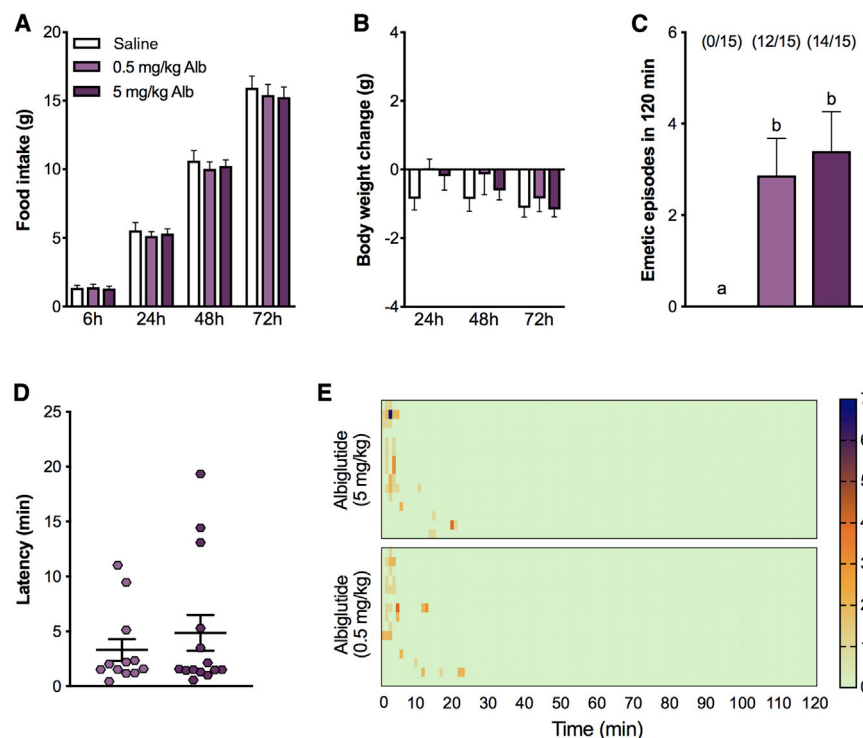 A
Food intake (g)
20
15
10
5
0
Saline
0.5 mg/kg Alb
5 mg/kg Alb
6h 24h 48h 72h
B
Body weight change (g)
4
2
0
-2
-4
24h 48h 72h
C
Emetic episodes in 120 min
(0/15) (12/15) (14/15)
6
4
2
0
a
b
b
D
Latency (min)
25
20
15
10
5
0
E
Albiglutide
(5 mg/kg)
Albiglutide
(0.5 mg/kg)
0 10 20 30 40 50 60 70 80 90 100 110 120
Time (min)